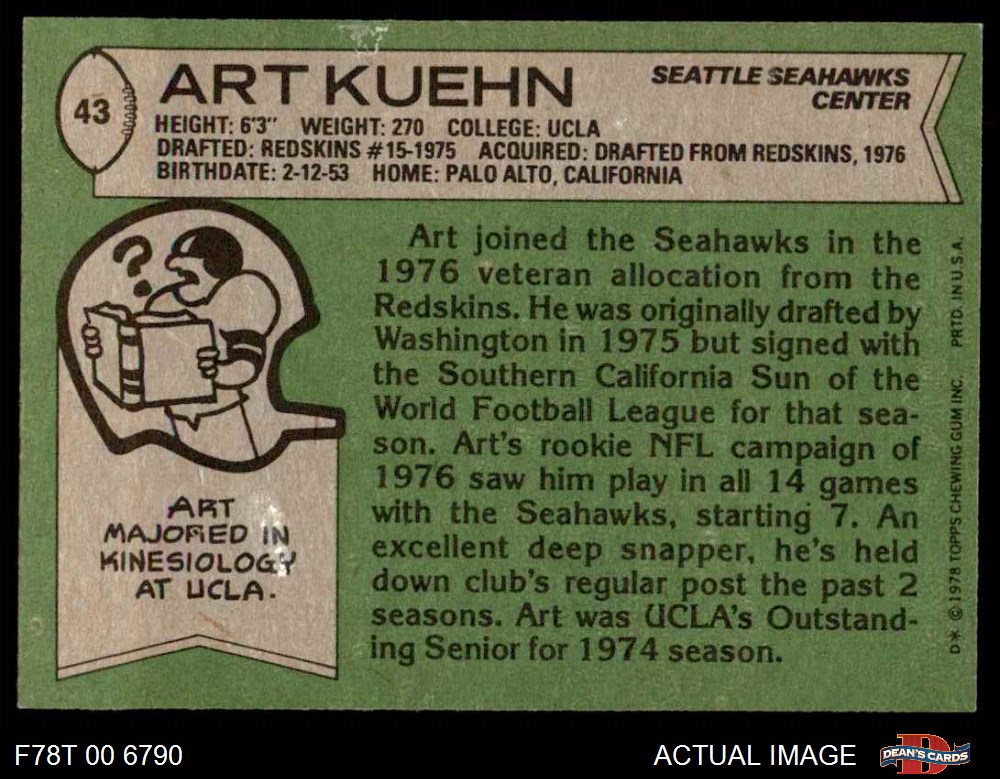 43
ART KUEHN
SEATTLE SEAHAWKS
CENTER
HEIGHT: 6'3" WEIGHT: 270 COLLEGE: UCLA
DRAFTED: REDSKINS #15-1975 ACQUIRED: DRAFTED FROM REDSKINS, 1976
BIRTHDATE: 2-12-53 HOME: PALO ALTO, CALIFORNIA
?
ART
MAJORED IN
KINESIOLOGY
AT UCLA.
Art joined the Seahawks in the
1976 veteran allocation from the
Redskins. He was originally drafted by
Washington in 1975 but signed with
the Southern California Sun of the
World Football League for that sea-
son. Art's rookie NFL campaign of
1976 saw him play in all 14 games
with the Seahawks, starting 7. An
excellent deep snapper, he's held
down club's regular post the past 2
seasons. Art was UCLA's Outstand-
ing Senior for 1974 season.
D* © 1978 TOPPS CHEWING GUM INC. PRTD. IN U.S.A.
F78T 00 6790
ACTUAL IMAGE
D
DEAN'S CARDS